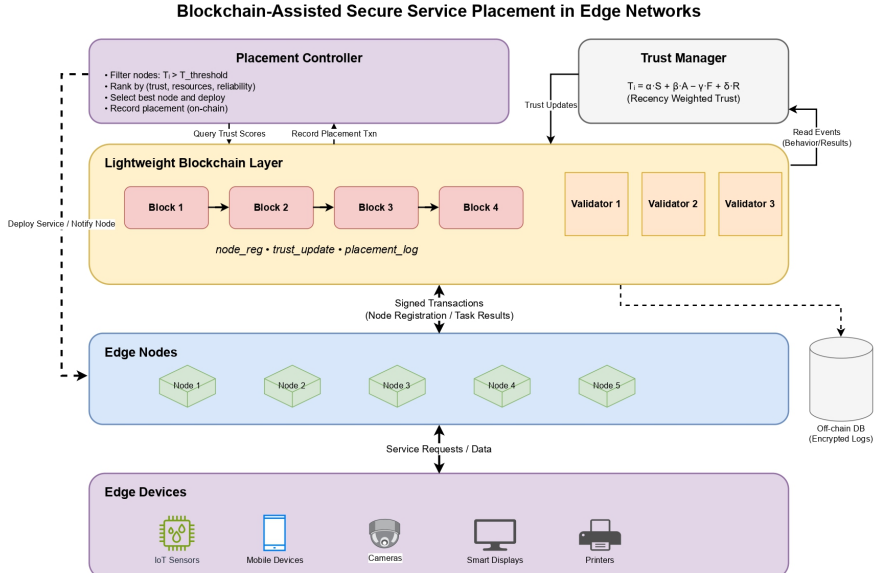 Blockchain-Assisted Secure Service Placement in Edge Networks
Placement Controller
• Filter nodes: Tᵢ > T_threshold
• Rank by (trust, resources, reliability)
• Select best node and deploy
• Record placement (on-chain)
Trust Manager
Tᵢ = α·S + β·A − γ·F + δ·R
(Recency Weighted Trust)
Trust Updates
Query Trust Scores
Record Placement Txn
Read Events
(Behavior/Results)
Lightweight Blockchain Layer
Block 1
Block 2
Block 3
Block 4
Validator 1
Validator 2
Validator 3
node_reg • trust_update • placement_log
Deploy Service / Notify Node
Signed Transactions
(Node Registration / Task Results)
Edge Nodes
Node 1
Node 2
Node 3
Node 4
Node 5
Off-chain DB
(Encrypted Logs)
Service Requests / Data
Edge Devices
IoT Sensors
Mobile Devices
Cameras
Smart Displays
Printers